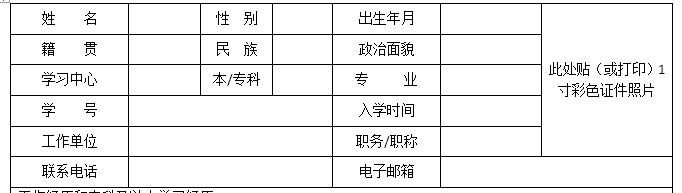 姓 名 性 别 出生年月
籍 贯 民 族 政治面貌
此处贴（或打印）1
寸彩色证件照片
学习中心 本/专科 专 业
学 号 入学时间
工作单位 职务/职称
联系电话 电子邮箱